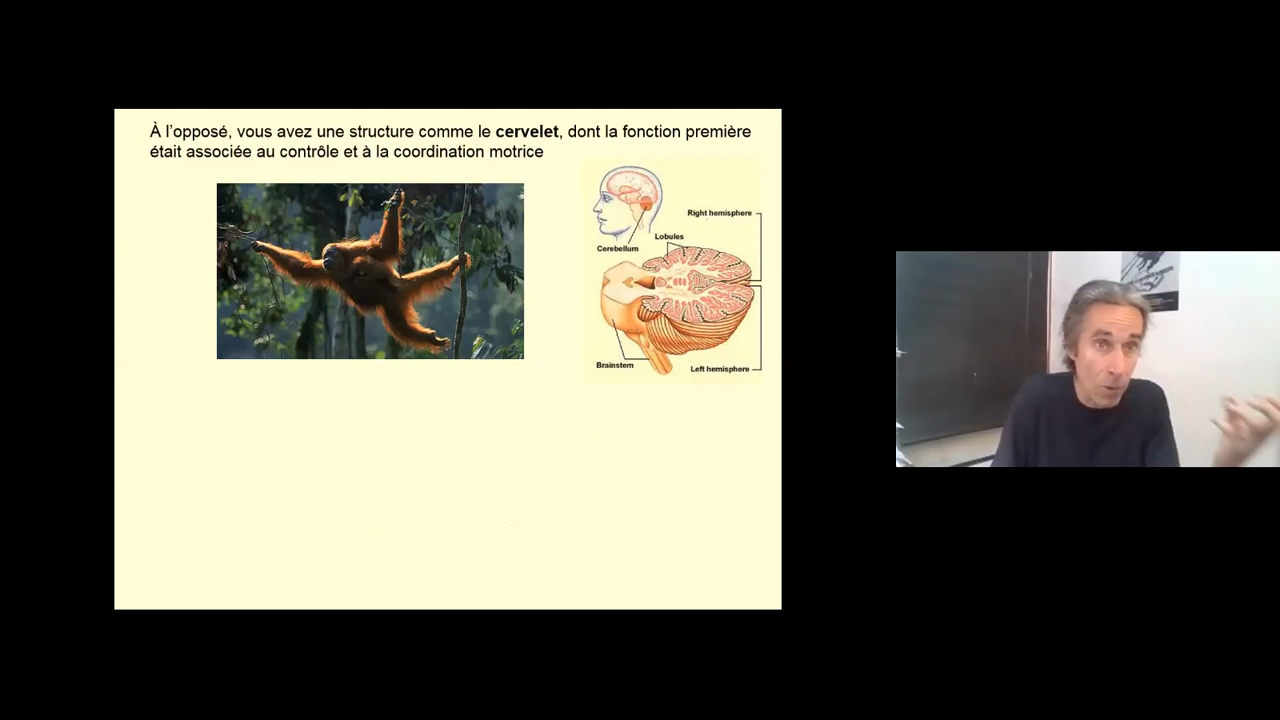 À l’opposé, vous avez une structure comme le cervelet, dont la fonction première
était associée au contrôle et à la coordination motrice
Right hemisphere
Lobules
Cerebellum
Brainstem
Left hemisphere